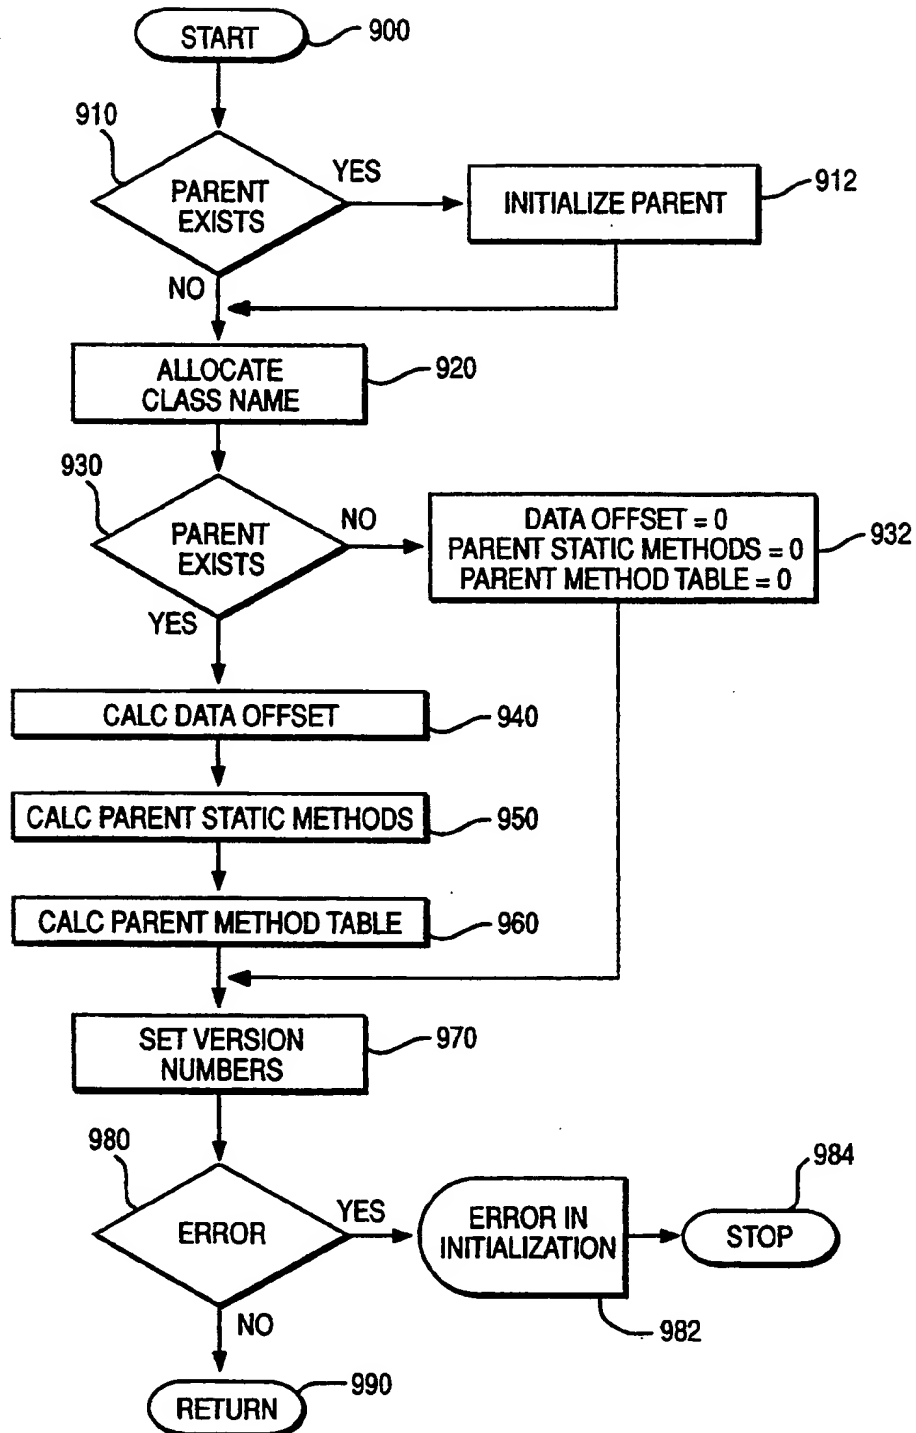 START
900
910
PARENT
EXISTS
YES
INITIALIZE PARENT
912
NO
ALLOCATE
CLASS NAME
920
930
PARENT
EXISTS
NO
DATA OFFSET = 0
PARENT STATIC METHODS = 0
PARENT METHOD TABLE = 0
932
YES
CALC DATA OFFSET
940
CALC PARENT STATIC METHODS
950
CALC PARENT METHOD TABLE
960
SET VERSION
NUMBERS
970
980
ERROR
YES
ERROR IN
INITIALIZATION
982
STOP
984
NO
RETURN
990